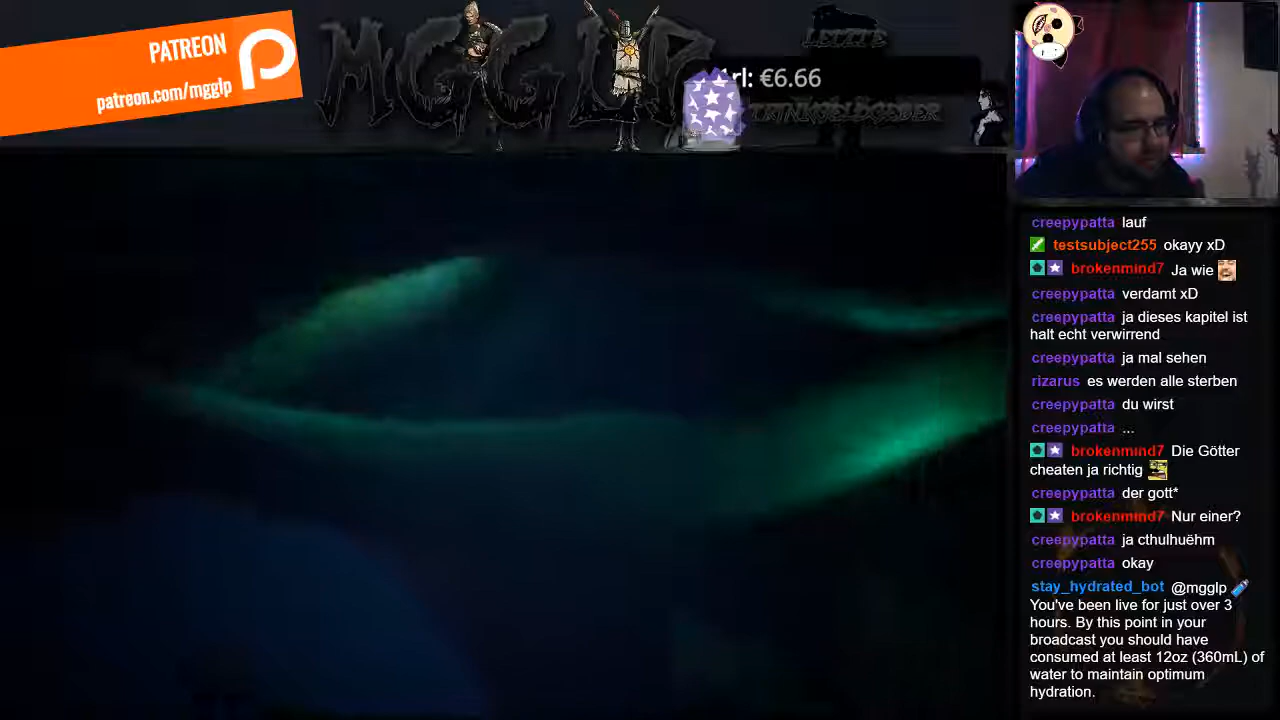 PATREON
patreon.com/mgglp
MGGLP
LETZTE
rl: €6.66
TRINKGELDGEBER
creepypatta lauf
testsubject255 okayy xD
brokenmind7 Ja wie
creepypatta verdamt xD
creepypatta ja dieses kapitel ist
halt echt verwirrend
creepypatta ja mal sehen
rizarus es werden alle sterben
creepypatta du wirst
creepypatta ...
brokenmind7 Die Götter
cheaten ja richtig
creepypatta der gott*
brokenmind7 Nur einer?
creepypatta ja cthulhuëhm
creepypatta okay
stay_hydrated_bot @mgglp
You've been live for just over 3
hours. By this point in your
broadcast you should have
consumed at least 12oz (360mL) of
water to maintain optimum
hydration.